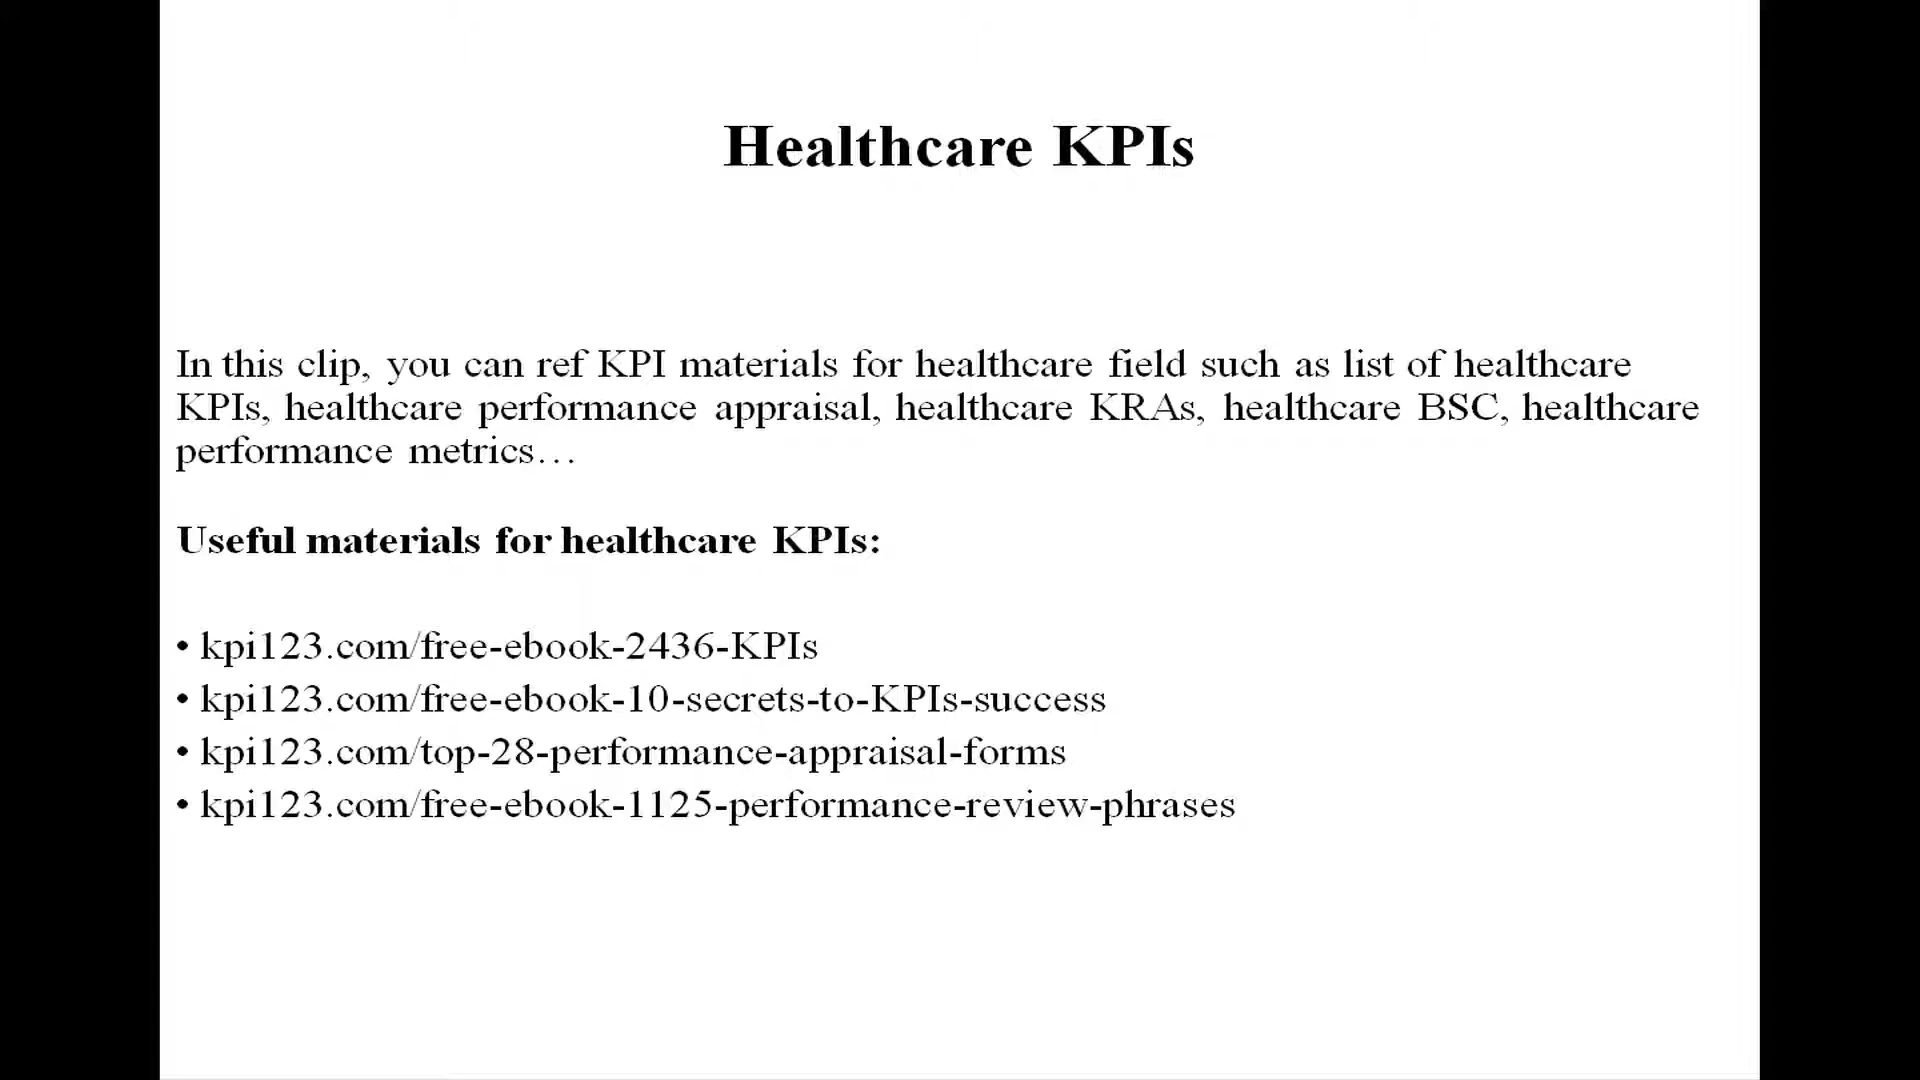 Healthcare KPIs
In this clip, you can ref KPI materials for healthcare field such as list of healthcare
KPIs, healthcare performance appraisal, healthcare KRAs, healthcare BSC, healthcare
performance metrics…
Useful materials for healthcare KPIs:
• kpi123.com/free-ebook-2436-KPIs
• kpi123.com/free-ebook-10-secrets-to-KPIs-success
• kpi123.com/top-28-performance-appraisal-forms
• kpi123.com/free-ebook-1125-performance-review-phrases